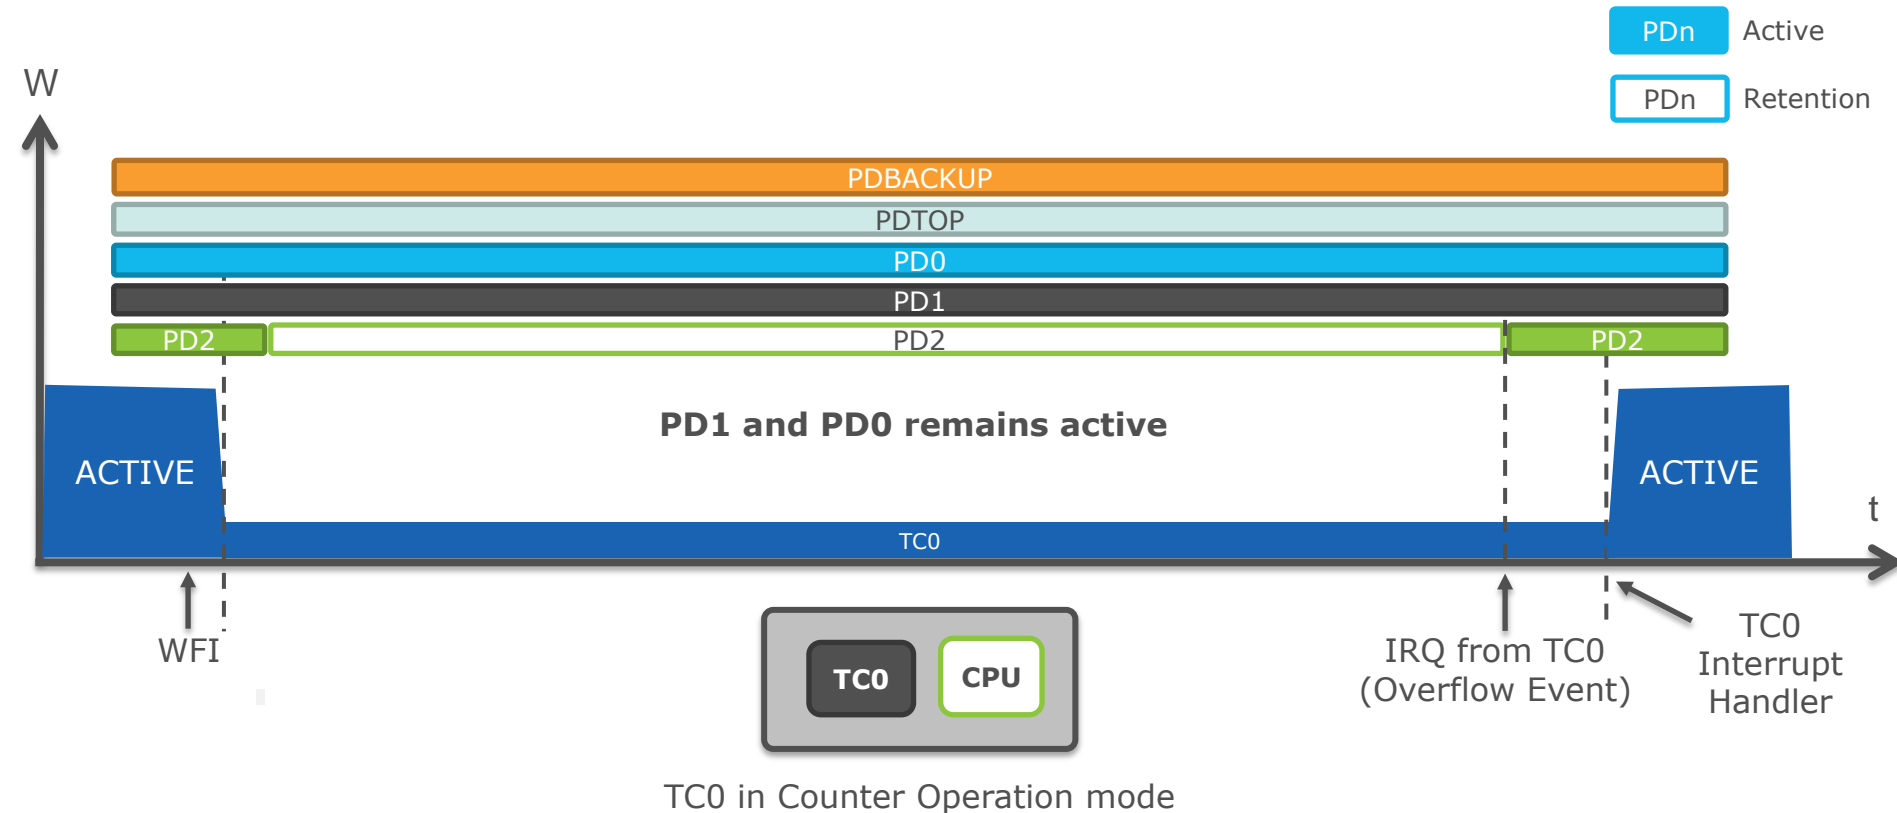 PDn Active
W
PDn Retention
PDBACKUP
PDTOP
PD0
PD1
PD2 PD2 PD2
PD1 and PD0 remains active
ACTIVE ACTIVE
t
TC0
WFI
TC0 CPU
IRQ from TC0
(Overflow Event)
TC0
Interrupt
Handler
TC0 in Counter Operation mode